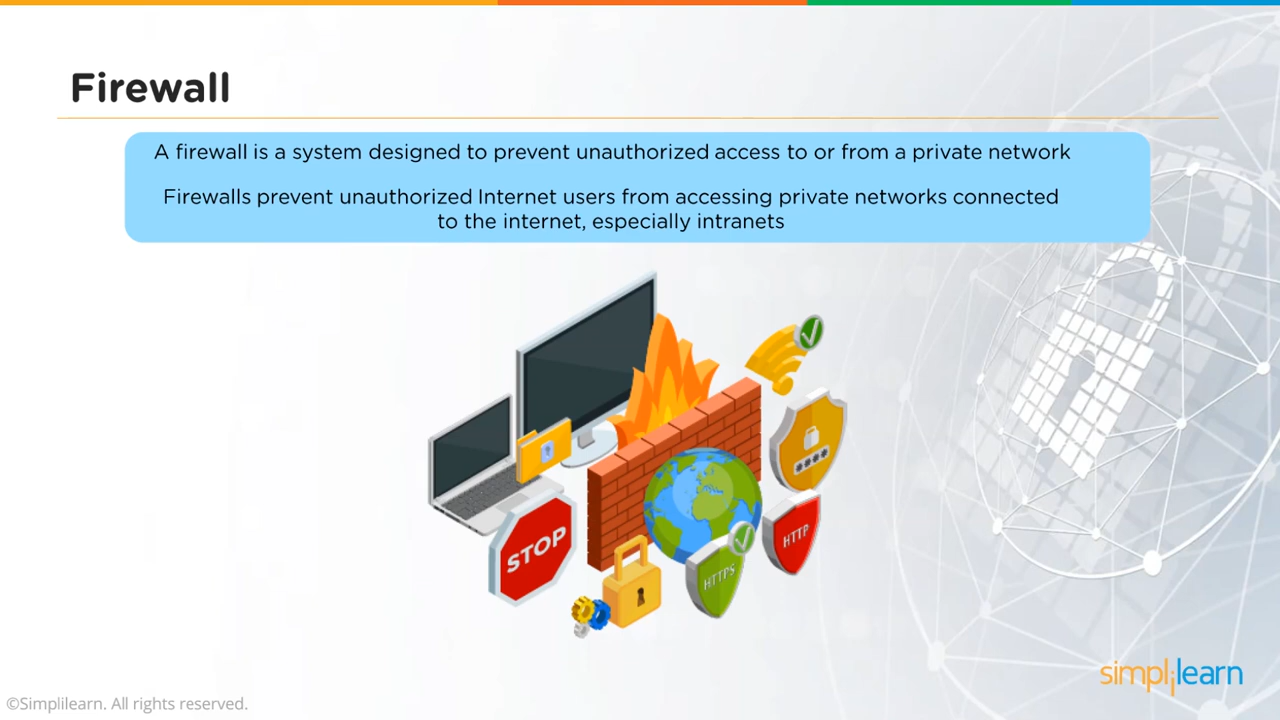 Firewall
A firewall is a system designed to prevent unauthorized access to or from a private network
Firewalls prevent unauthorized Internet users from accessing private networks connected
to the internet, especially intranets
****
HTTP
STOP
HTTPS
simplilearn
©Simplilearn. All rights reserved.